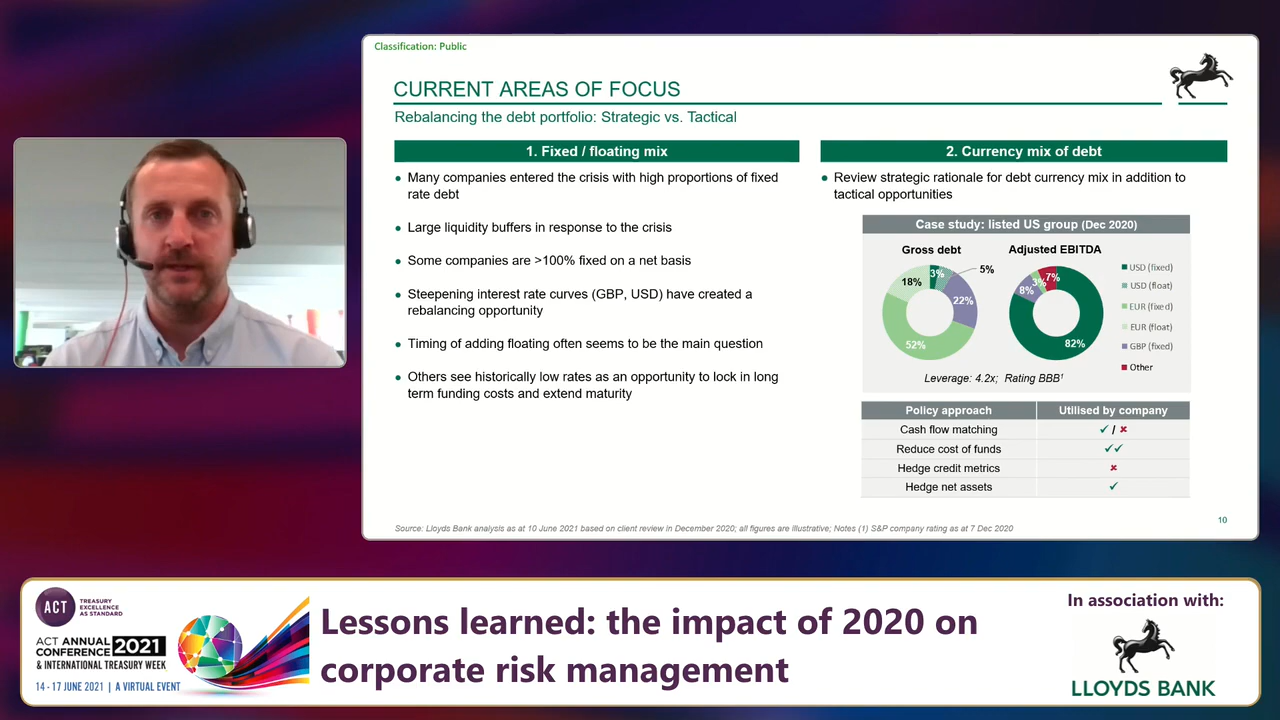 Classification: Public
CURRENT AREAS OF FOCUS
Rebalancing the debt portfolio: Strategic vs. Tactical
1. Fixed / floating mix
• Many companies entered the crisis with high proportions of fixed
rate debt
• Large liquidity buffers in response to the crisis
• Some companies are >100% fixed on a net basis
• Steepening interest rate curves (GBP, USD) have created a
rebalancing opportunity
• Timing of adding floating often seems to be the main question
• Others see historically low rates as an opportunity to lock in long
term funding costs and extend maturity
2. Currency mix of debt
• Review strategic rationale for debt currency mix in addition to
tactical opportunities
Case study: listed US group (Dec 2020)
Gross debt
3%
5%
22%
52%
18%
Adjusted EBITDA
8%
3%
7%
82%
USD (fixed)
USD (float)
EUR (fixed)
EUR (float)
GBP (fixed)
Other
Leverage: 4.2x; Rating BBB¹
Policy approach Utilised by company
Cash flow matching ✓ / ✗
Reduce cost of funds ✓✓
Hedge credit metrics ✗
Hedge net assets ✓
Source: Lloyds Bank analysis as at 10 June 2021 based on client review in December 2020; all figures are illustrative; Notes (1) S&P company rating as at 7 Dec 2020
10
ACT
TREASURY
EXCELLENCE
AS STANDARD
ACT ANNUAL
CONFERENCE 2021
& INTERNATIONAL TREASURY WEEK
14 - 17 JUNE 2021 | A VIRTUAL EVENT
Lessons learned: the impact of 2020 on
corporate risk management
In association with:
LLOYDS BANK